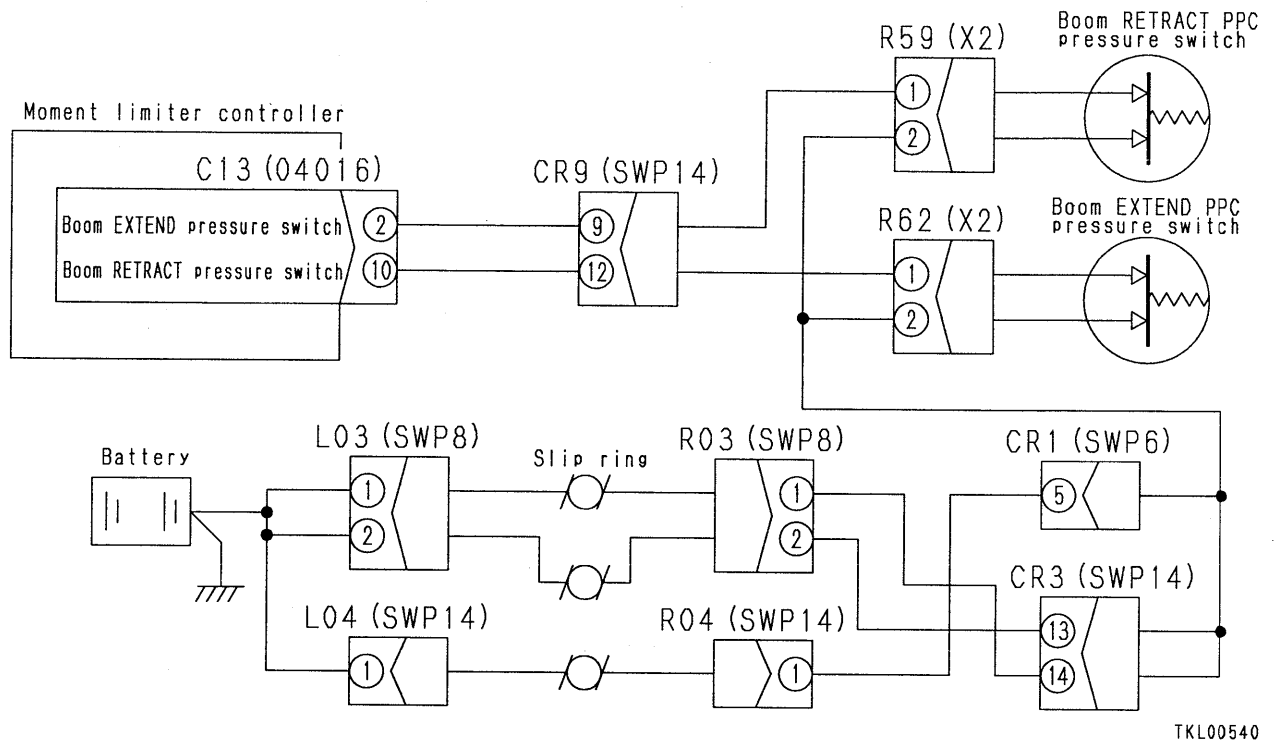 Boom RETRACT PPC
pressure switch
R59 (X2)
1
2
Moment limiter controller
C13 (04016)
CR9 (SWP14)
Boom EXTEND pressure switch
2
9
Boom RETRACT pressure switch
10
12
Boom EXTEND PPC
pressure switch
R62 (X2)
1
2
Battery
L03 (SWP8)
1
2
Slip ring
R03 (SWP8)
1
2
CR1 (SWP6)
5
L04 (SWP14)
1
R04 (SWP14)
1
CR3 (SWP14)
13
14
TKL00540